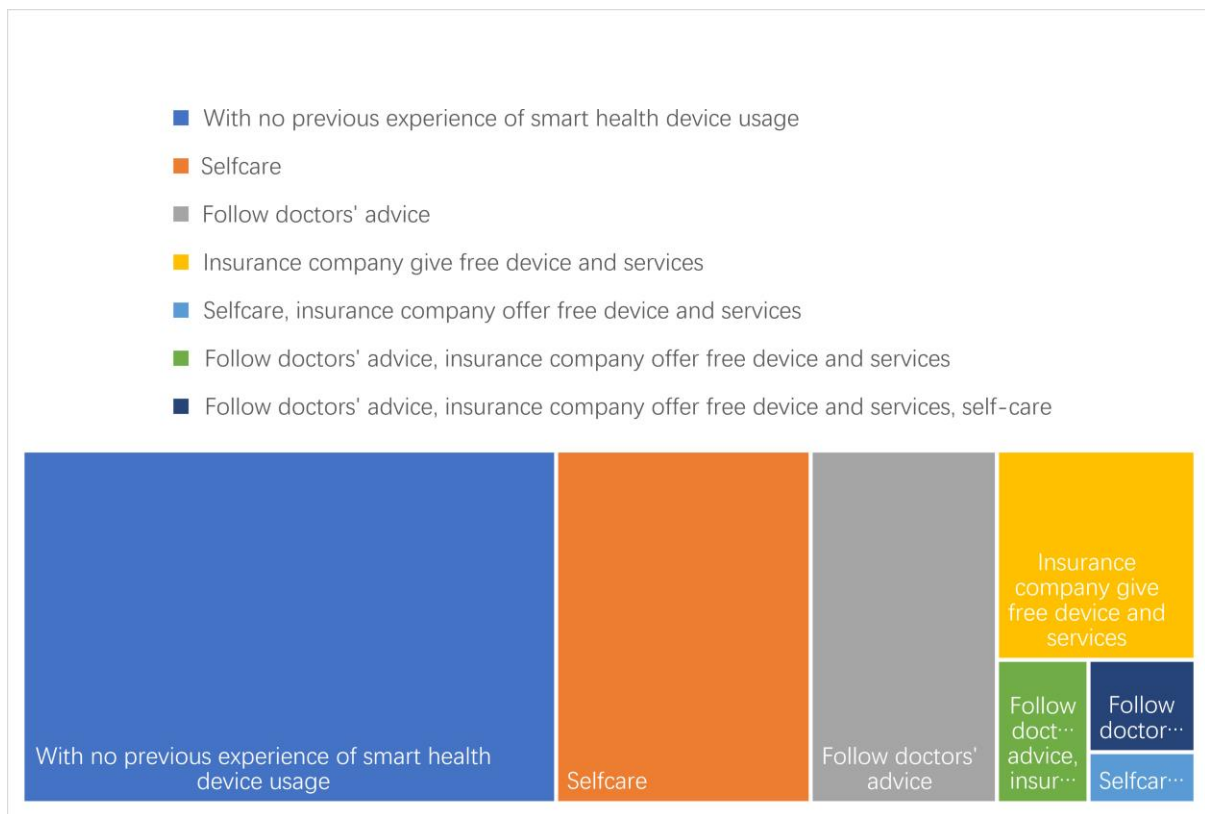 With no previous experience of smart health device usage
Selfcare
Follow doctors' advice
Insurance company give free device and services
Selfcare, insurance company offer free device and services
Follow doctors' advice, insurance company offer free device and services
Follow doctors' advice, insurance company offer free device and services, self-care
With no previous experience of smart health
device usage
Selfcare
Follow doctors'
advice
Insurance
company give
free device and
services
Follow
doct…
advice,
insur…
Follow
doctor…
Selfcar…